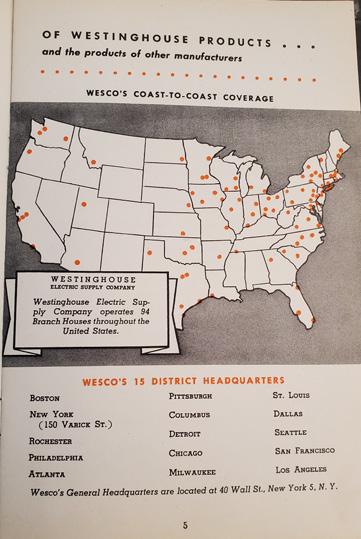 OF WESTINGHOUSE PRODUCTS . . .
and the products of other manufacturers
WESCO'S COAST-TO-COAST COVERAGE
WESTINGHOUSE
ELECTRIC SUPPLY COMPANY
Westinghouse Electric Sup-
ply Company operates 94
Branch Houses throughout the
United States.
WESCO'S 15 DISTRICT HEADQUARTERS
BOSTON
NEW YORK
(150 VARICK ST.)
ROCHESTER
PHILADELPHIA
ATLANTA
PITTSBURGH
COLUMBUS
DETROIT
CHICAGO
MILWAUKEE
ST. LOUIS
DALLAS
SEATTLE
SAN FRANCISCO
LOS ANGELES
Wesco's General Headquarters are located at 40 Wall St., New York 5, N. Y.
5